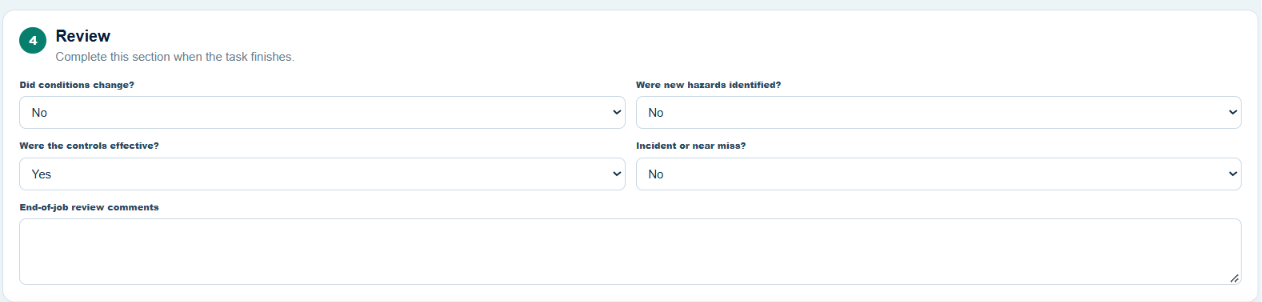 4
Review
Complete this section when the task finishes.
Did conditions change?
Were new hazards identified?
No
No
Were the controls effective?
Incident or near miss?
Yes
No
End-of-job review comments